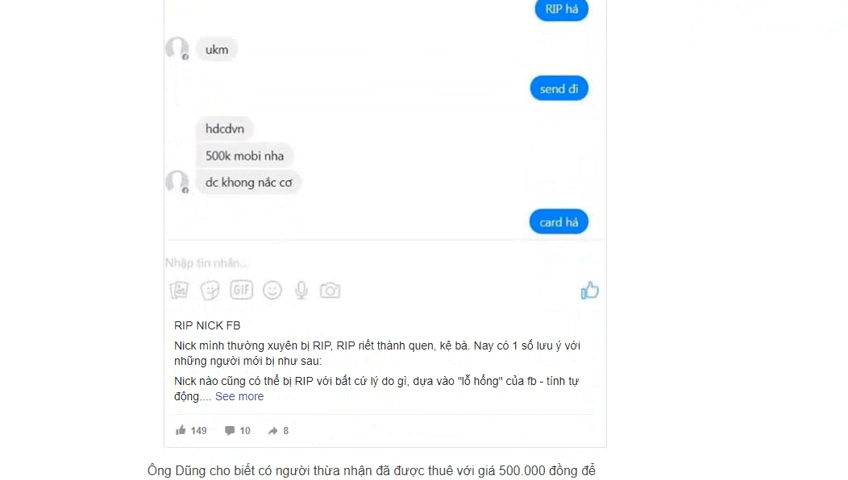 RIP hả
ukm
send đi
hdcdvn
500k mobi nha
dc khong nắc cơ
card hả
Nhập tin nhắn...
GIF
RIP NICK FB
Nick mình thường xuyên bị RIP, RIP riết thành quen, kệ bà. Nay có 1 số lưu ý với
những người mới bị như sau:
Nick nào cũng có thể bị RIP với bất cứ lý do gì, dựa vào "lỗ hổng" của fb - tính tự
động.... See more
149 10 8
Ông Dũng cho biết có người thừa nhận đã được thuê với giá 500.000 đồng để